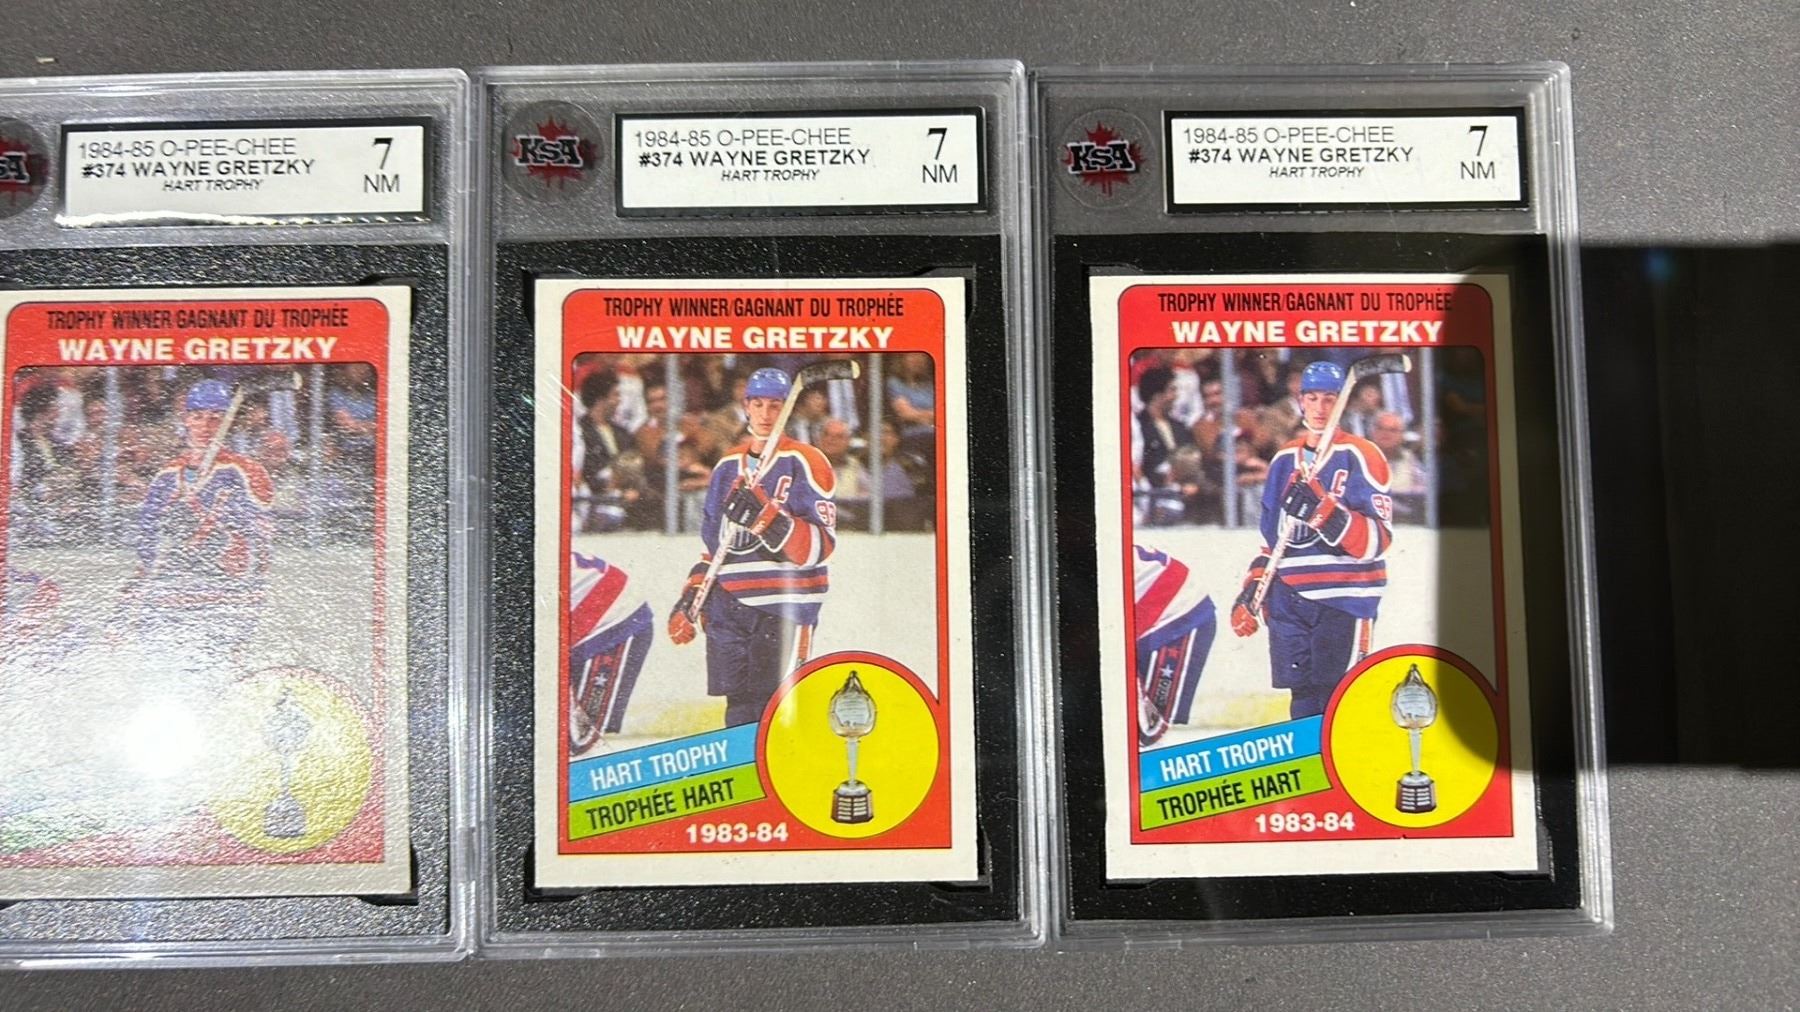 1984-85 O-PEE-CHEE
#374 WAYNE GRETZKY
HART TROPHY
7
NM
TROPHY WINNER/GAGNANT DU TROPHÉE
WAYNE GRETZKY
KSA
1984-85 O-PEE-CHEE
#374 WAYNE GRETZKY
HART TROPHY
7
NM
TROPHY WINNER/GAGNANT DU TROPHÉE
WAYNE GRETZKY
C
HART TROPHY
TROPHÉE HART
1983-84
KSA
1984-85 O-PEE-CHEE
#374 WAYNE GRETZKY
HART TROPHY
7
NM
TROPHY WINNER/GAGNANT DU TROPHÉE
WAYNE GRETZKY
C
HART TROPHY
TROPHÉE HART
1983-84